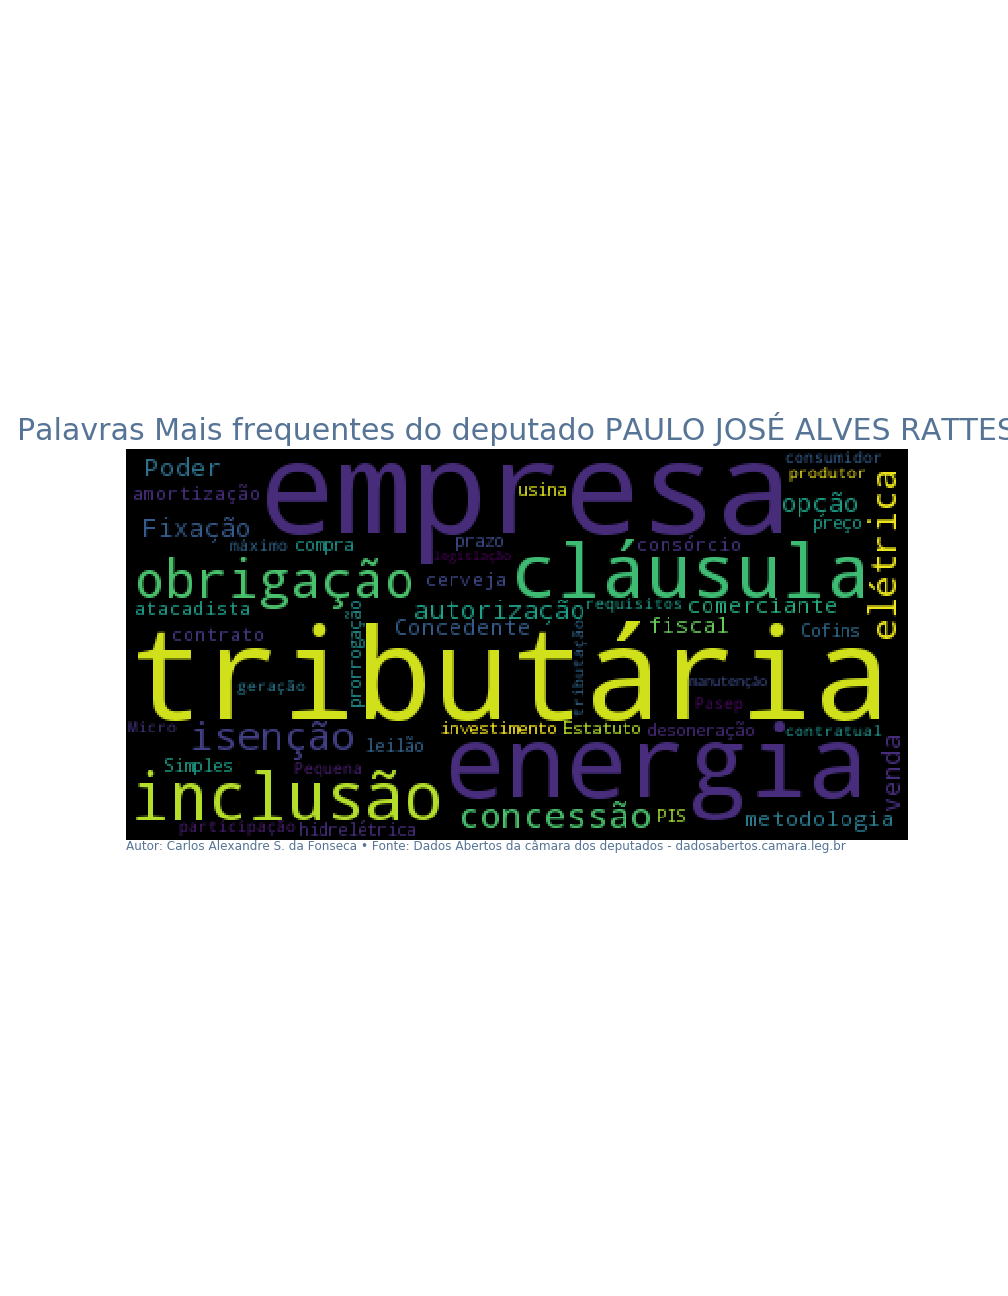 Palavras Mais frequentes do deputado PAULO JOSÉ ALVES RATTES
Poder
empresa
consumidor
produtor
amortização
usina
opção
elétrica
Fixação
preço
máximo
compra
prazo
consórcio
legislação
obrigação
cerveja
cláusula
atacadista
autorização
requisitos
comerciante
contrato
prorrogação
Concedente
tributação
fiscal
Cofins
tributária
geração
manutenção
Pasep
Micro
isenção
investimento
Estatuto
desoneração
contratual
leilão
energia
venda
Simples
Pequena
inclusão
concessão
PIS
metodologia
participação
hidrelétrica
Autor: Carlos Alexandre S. da Fonseca • Fonte: Dados Abertos da câmara dos deputados - dadosabertos.camara.leg.br